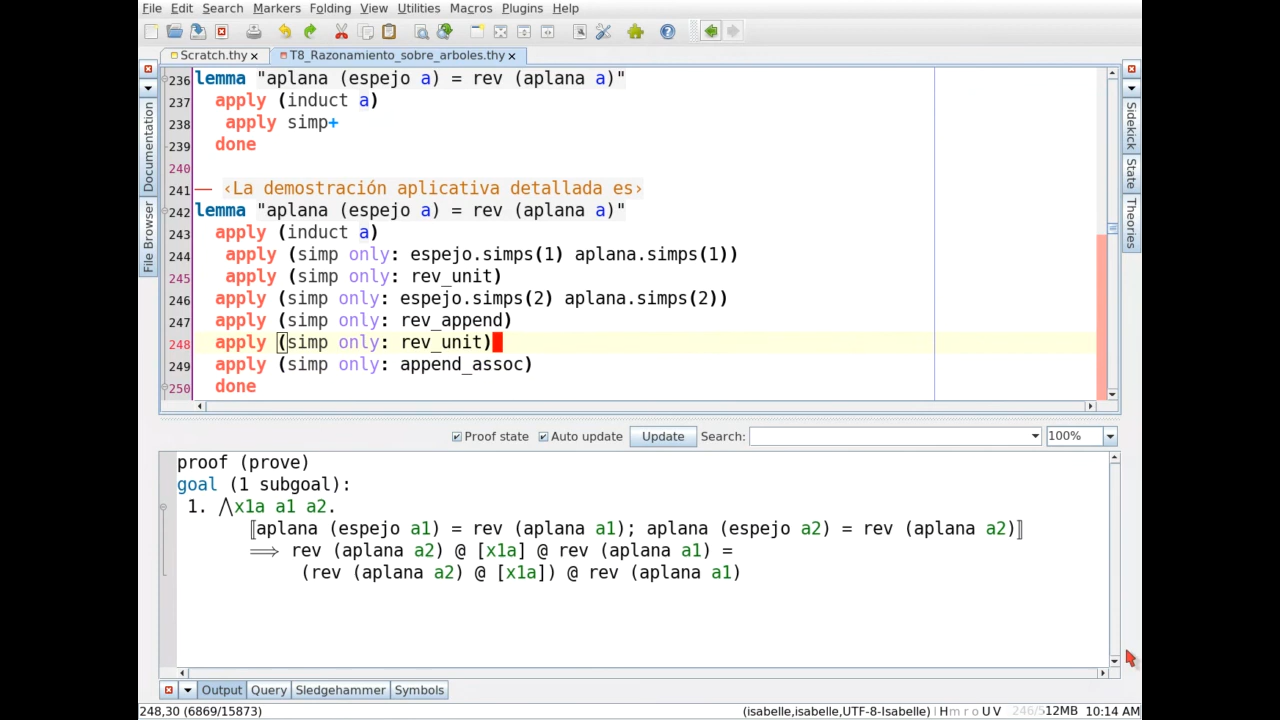 File Edit Search Markers Folding View Utilities Macros Plugins Help
Scratch.thy T8_Razonamiento_sobre_arboles.thy
236 lemma "aplana (espejo a) = rev (aplana a)"
237 apply (induct a)
238 apply simp+
239 done
240
241 — ‹La demostración aplicativa detallada es›
242 lemma "aplana (espejo a) = rev (aplana a)"
243 apply (induct a)
244 apply (simp only: espejo.simps(1) aplana.simps(1))
245 apply (simp only: rev_unit)
246 apply (simp only: espejo.simps(2) aplana.simps(2))
247 apply (simp only: rev_append)
248 apply (simp only: rev_unit)
249 apply (simp only: append_assoc)
250 done
Documentation
File Browser
Sidekick
State
Theories
Proof state Auto update Update Search: 100%
proof (prove)
goal (1 subgoal):
1. ⋀x1a a1 a2.
⟦aplana (espejo a1) = rev (aplana a1); aplana (espejo a2) = rev (aplana a2)⟧
⟹ rev (aplana a2) @ [x1a] @ rev (aplana a1) =
(rev (aplana a2) @ [x1a]) @ rev (aplana a1)
Output Query Sledgehammer Symbols
248,30 (6869/15873) (isabelle,isabelle,UTF-8-Isabelle) | H m r o U V 246/512MB 10:14 AM